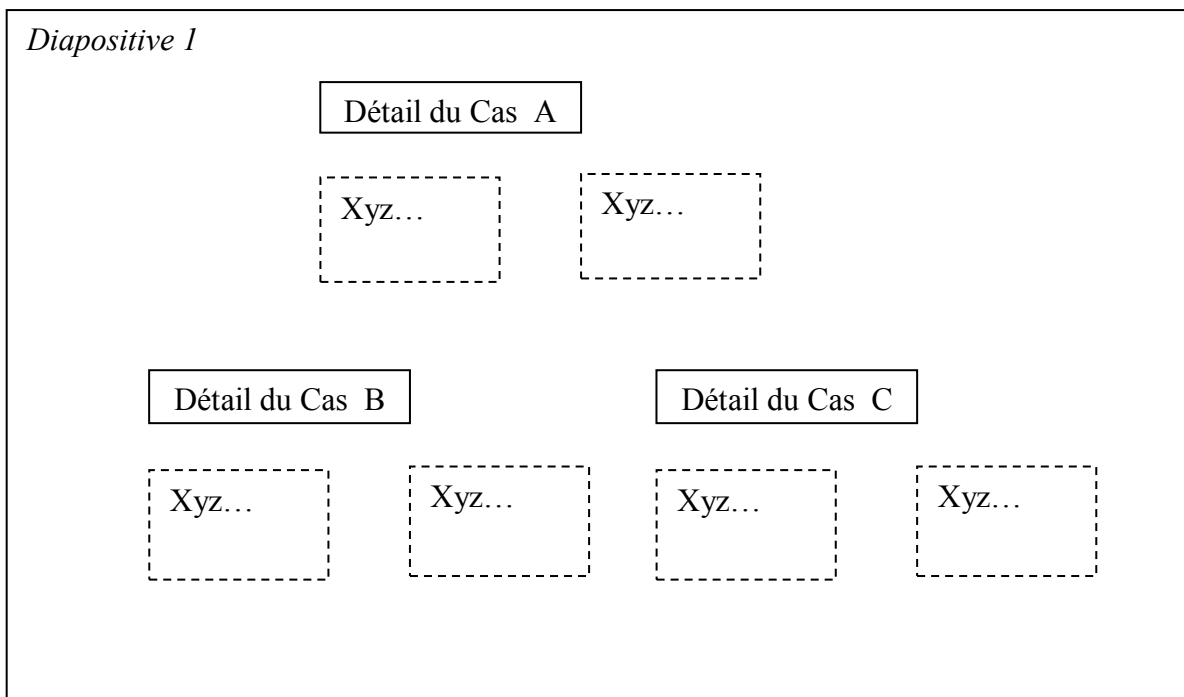 Diapositive 1
Détail du Cas A
Xyz…
Xyz…
Détail du Cas B
Détail du Cas C
Xyz…
Xyz…
Xyz…
Xyz…